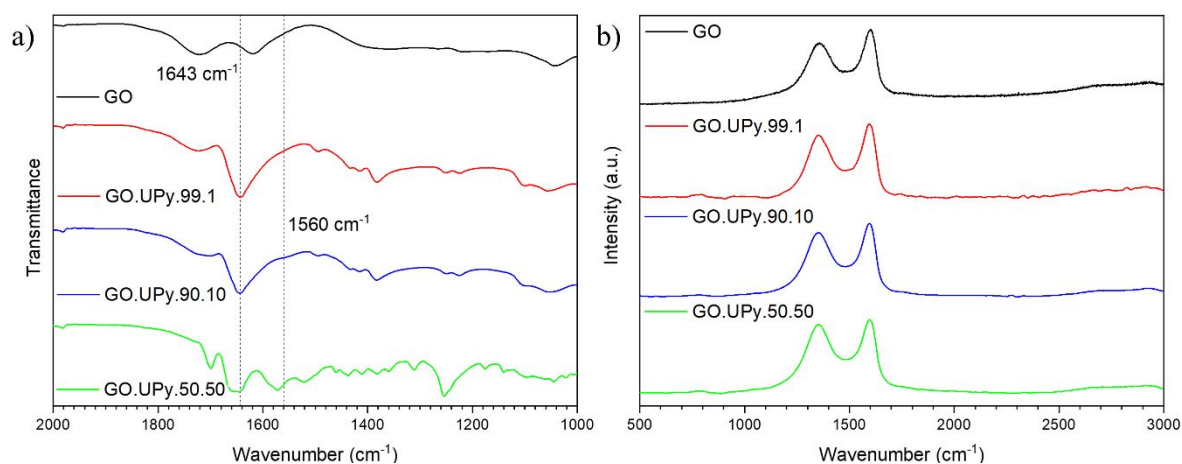 a)
1643 cm⁻¹
GO
GO.UPy.99.1
1560 cm⁻¹
GO.UPy.90.10
GO.UPy.50.50
Transmittance
2000 1800 1600 1400 1200 1000
Wavenumber (cm⁻¹)
b)
GO
GO.UPy.99.1
GO.UPy.90.10
GO.UPy.50.50
Intensity (a.u.)
500 1000 1500 2000 2500 3000
Wavenumber (cm⁻¹)